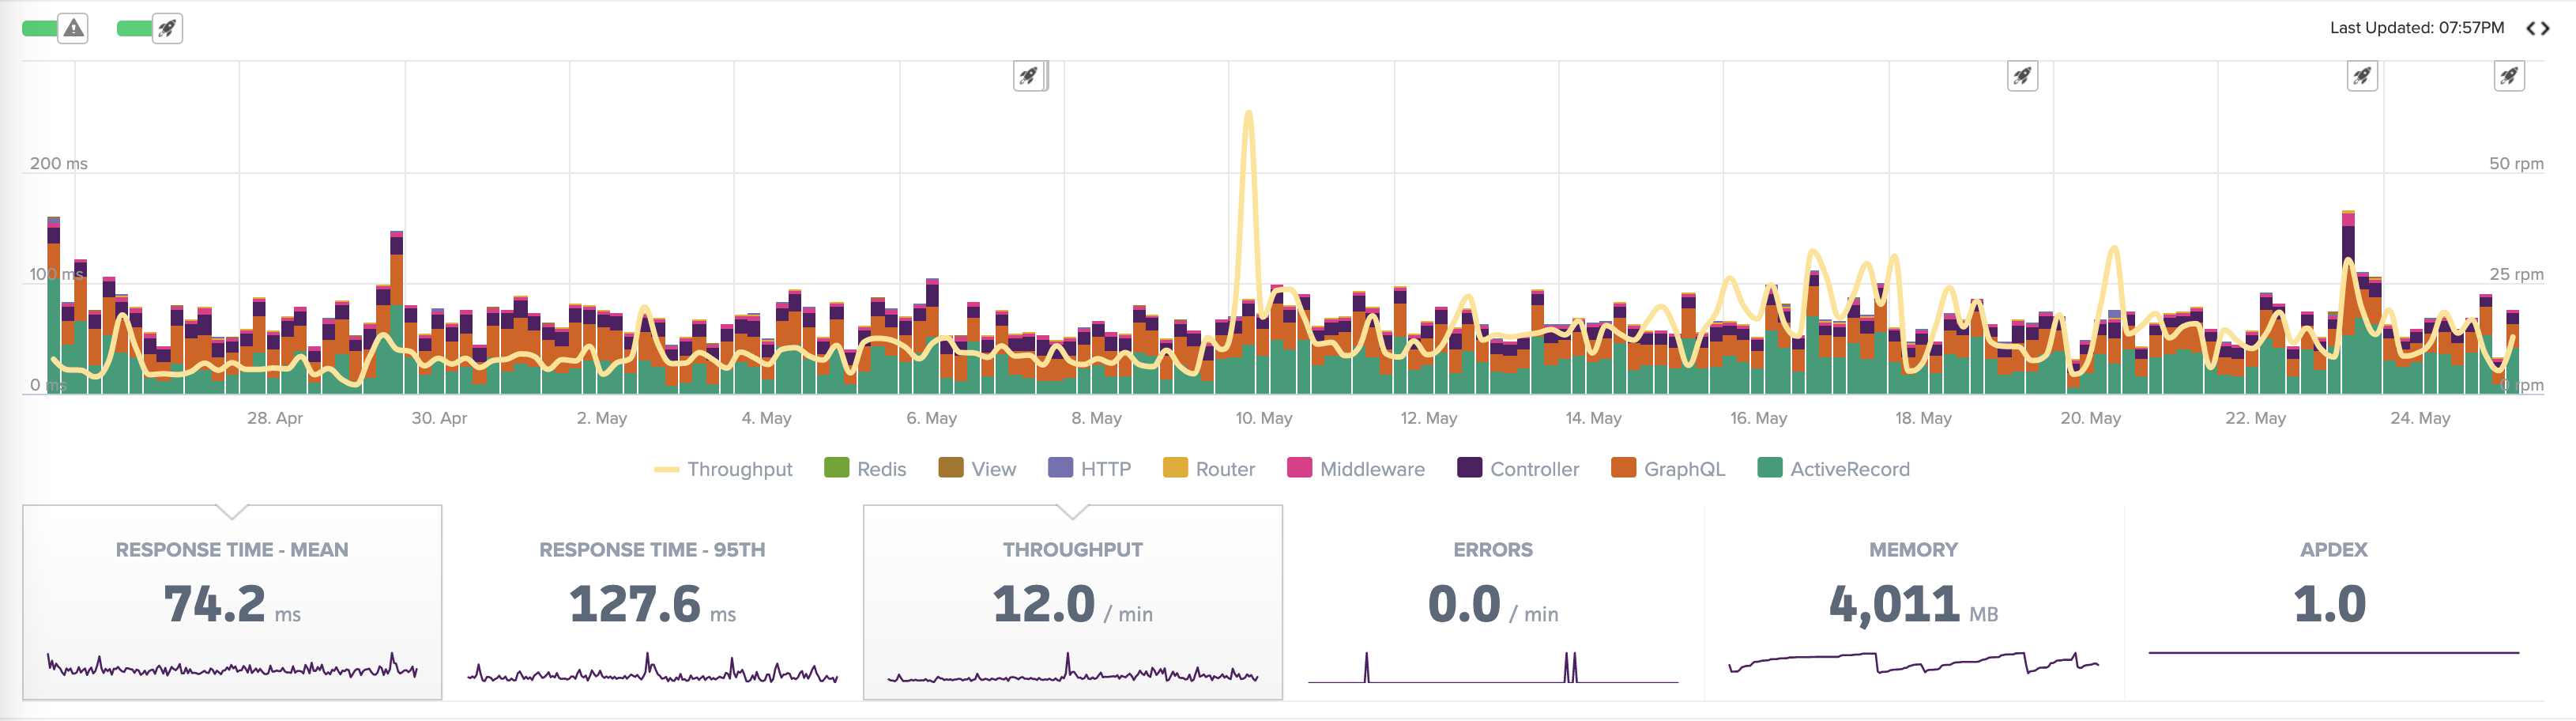 Last Updated: 07:57PM
200 ms
50 rpm
100 ms
25 rpm
0 ms
0 rpm
28. Apr 30. Apr 2. May 4. May 6. May 8. May 10. May 12. May 14. May 16. May 18. May 20. May 22. May 24. May
Throughput Redis View HTTP Router Middleware Controller GraphQL ActiveRecord
RESPONSE TIME - MEAN
74.2 ms
RESPONSE TIME - 95TH
127.6 ms
THROUGHPUT
12.0 / min
ERRORS
0.0 / min
MEMORY
4,011 MB
APDEX
1.0